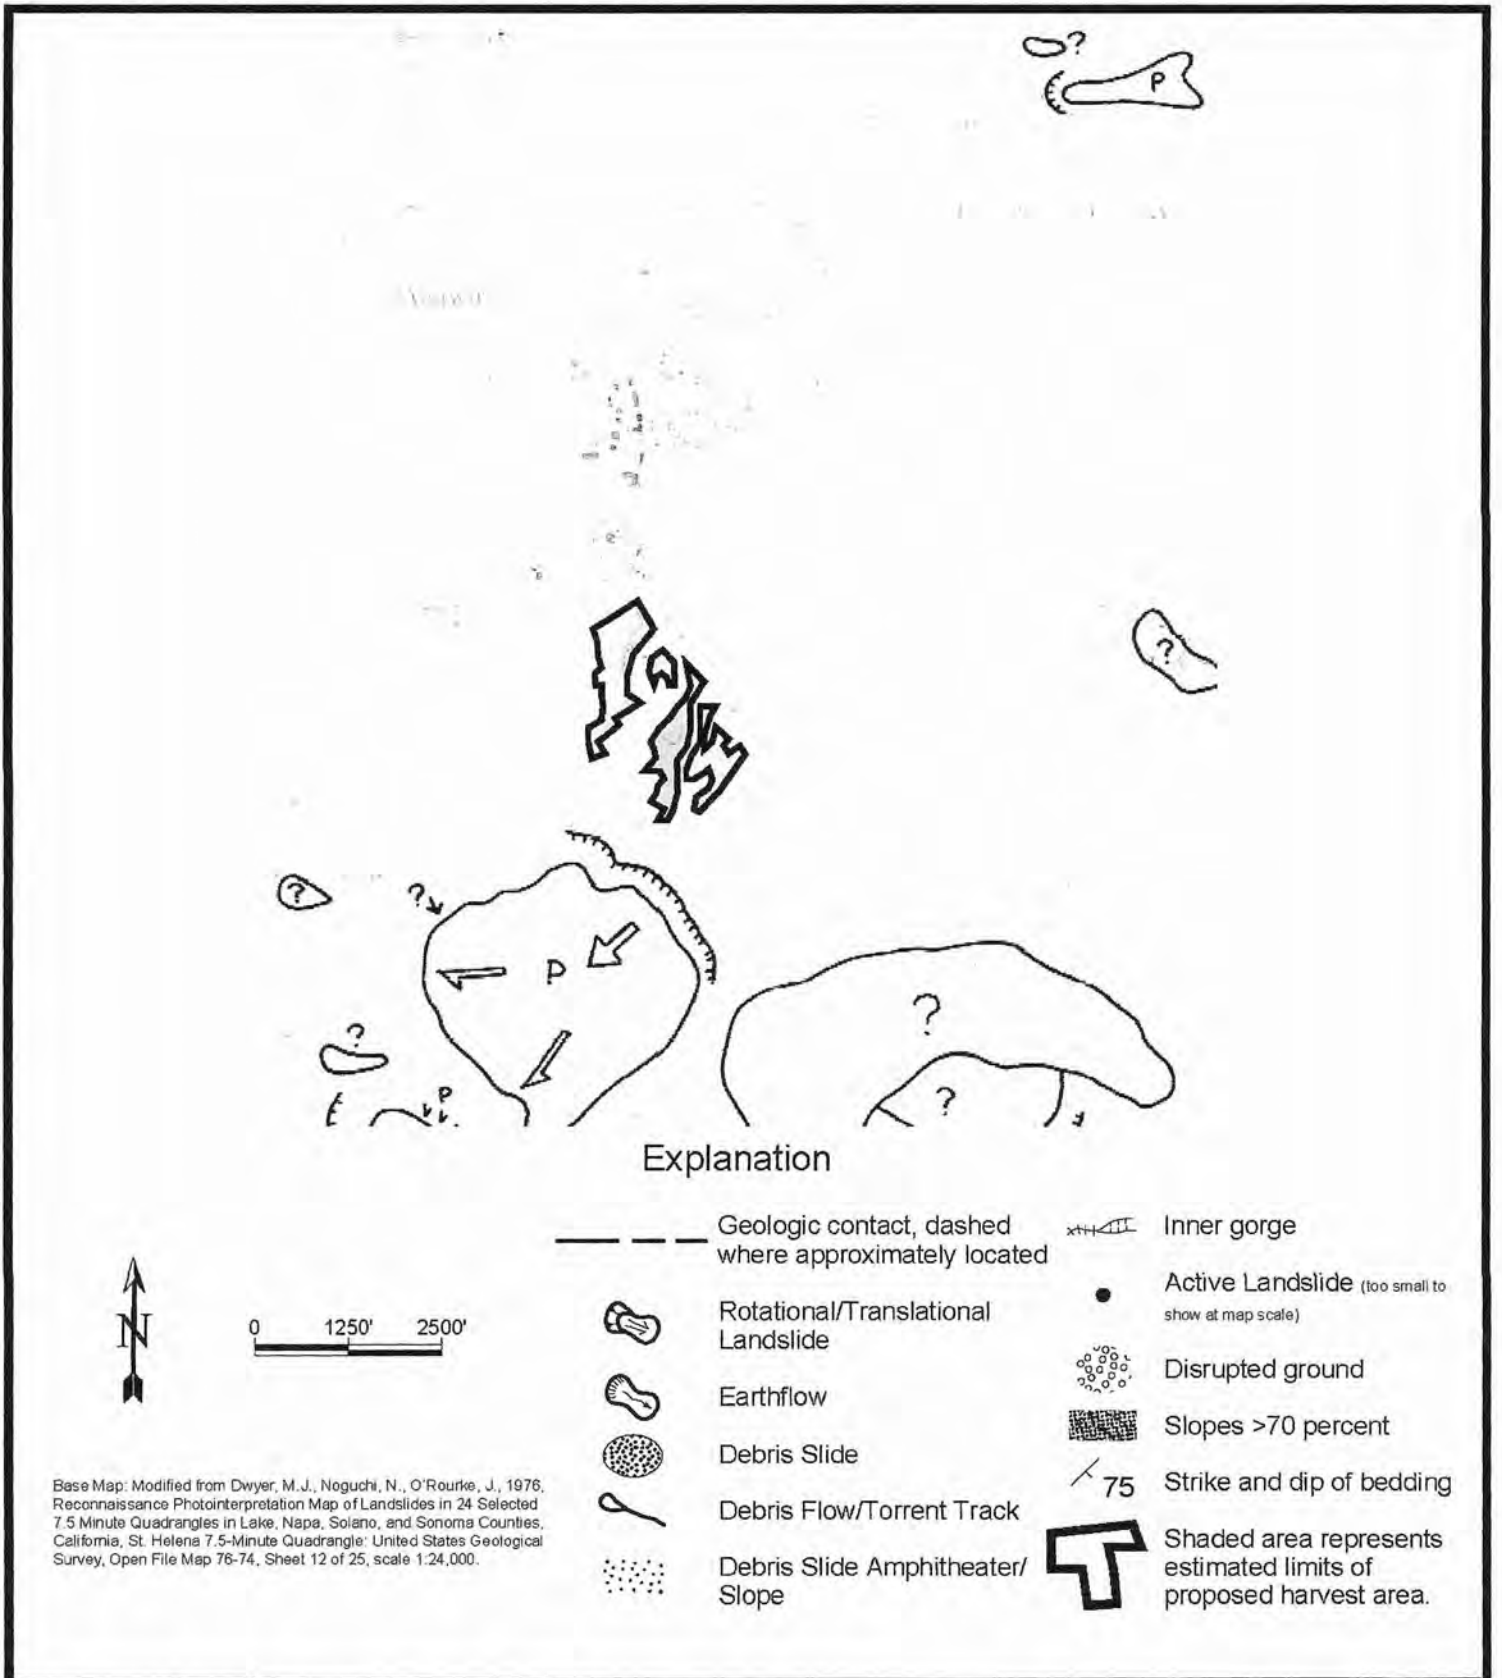 ?
P
?
?
?
P
?
?
P
?
Explanation
Geologic contact, dashed
where approximately located
Rotational/Translational
Landslide
Earthflow
Debris Slide
Debris Flow/Torrent Track
Debris Slide Amphitheater/
Slope
Inner gorge
Active Landslide (too small to
show at map scale)
Disrupted ground
Slopes >70 percent
75 Strike and dip of bedding
Shaded area represents
estimated limits of
proposed harvest area.
N
0 1250' 2500'
Base Map: Modified from Dwyer, M.J., Noguchi, N., O'Rourke, J., 1976,
Reconnaissance Photointerpretation Map of Landslides in 24 Selected
7.5 Minute Quadrangles in Lake, Napa, Solano, and Sonoma Counties,
California, St. Helena 7.5-Minute Quadrangle: United States Geological
Survey, Open File Map 76-74, Sheet 12 of 25, scale 1:24,000.